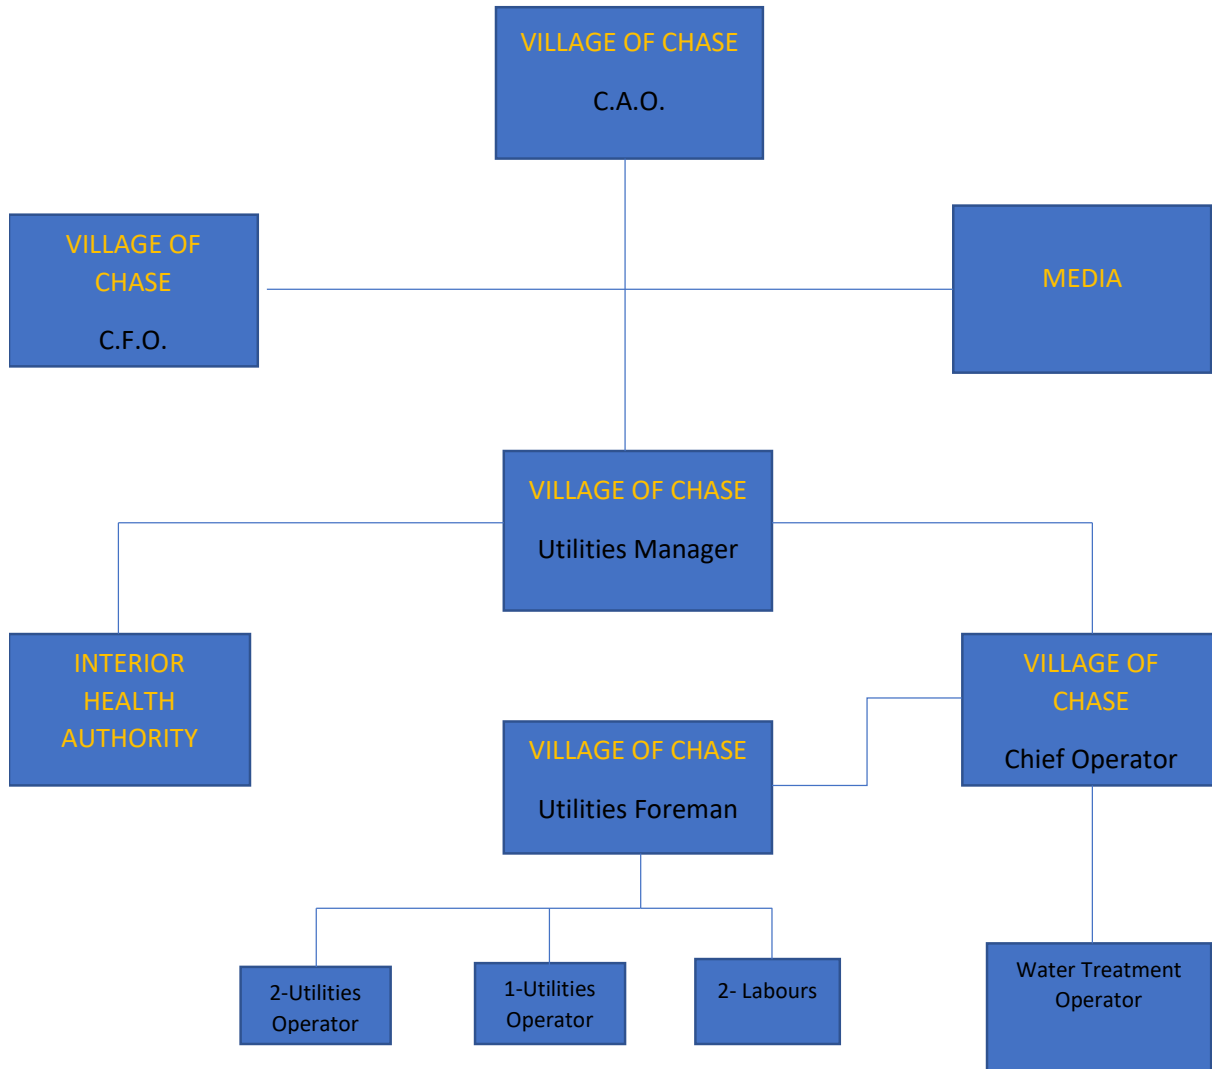 VILLAGE OF CHASE
C.A.O.
VILLAGE OF
CHASE
C.F.O.
MEDIA
VILLAGE OF CHASE
Utilities Manager
INTERIOR
HEALTH
AUTHORITY
VILLAGE OF
CHASE
Chief Operator
VILLAGE OF CHASE
Utilities Foreman
2-Utilities
Operator
1-Utilities
Operator
2- Labours
Water Treatment
Operator